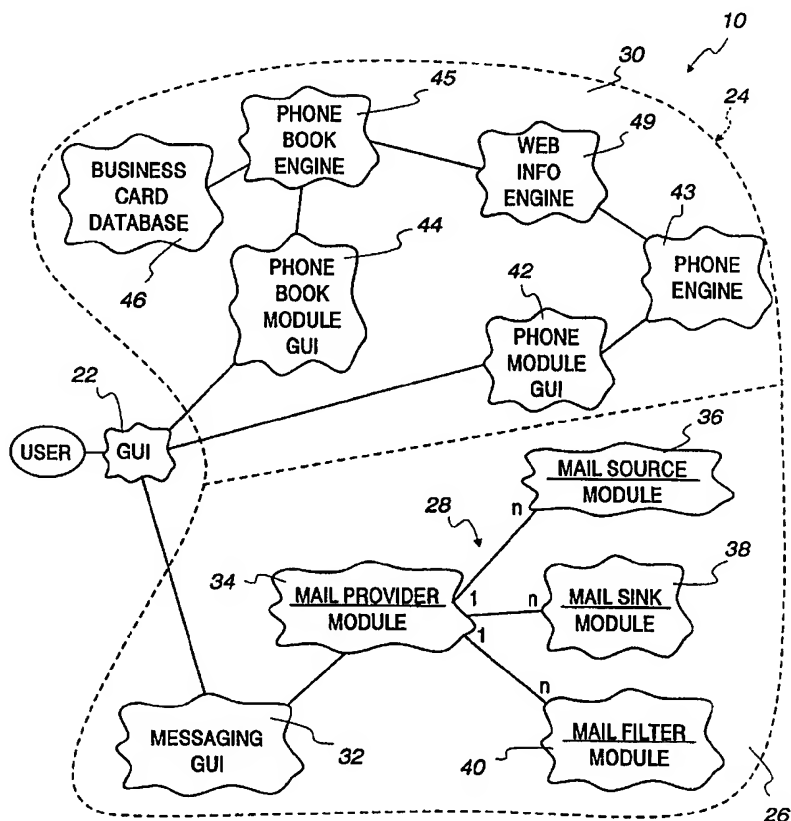 10
30
24
45
PHONE
BOOK
ENGINE
49
WEB
INFO
ENGINE
BUSINESS
CARD
DATABASE
46
44
PHONE
BOOK
MODULE
GUI
43
PHONE
ENGINE
42
PHONE
MODULE
GUI
22
USER
GUI
36
MAIL SOURCE
MODULE
n
28
34
MAIL PROVIDER
MODULE
1
1
n
38
MAIL SINK
MODULE
n
MESSAGING
GUI
32
40
MAIL FILTER
MODULE
26